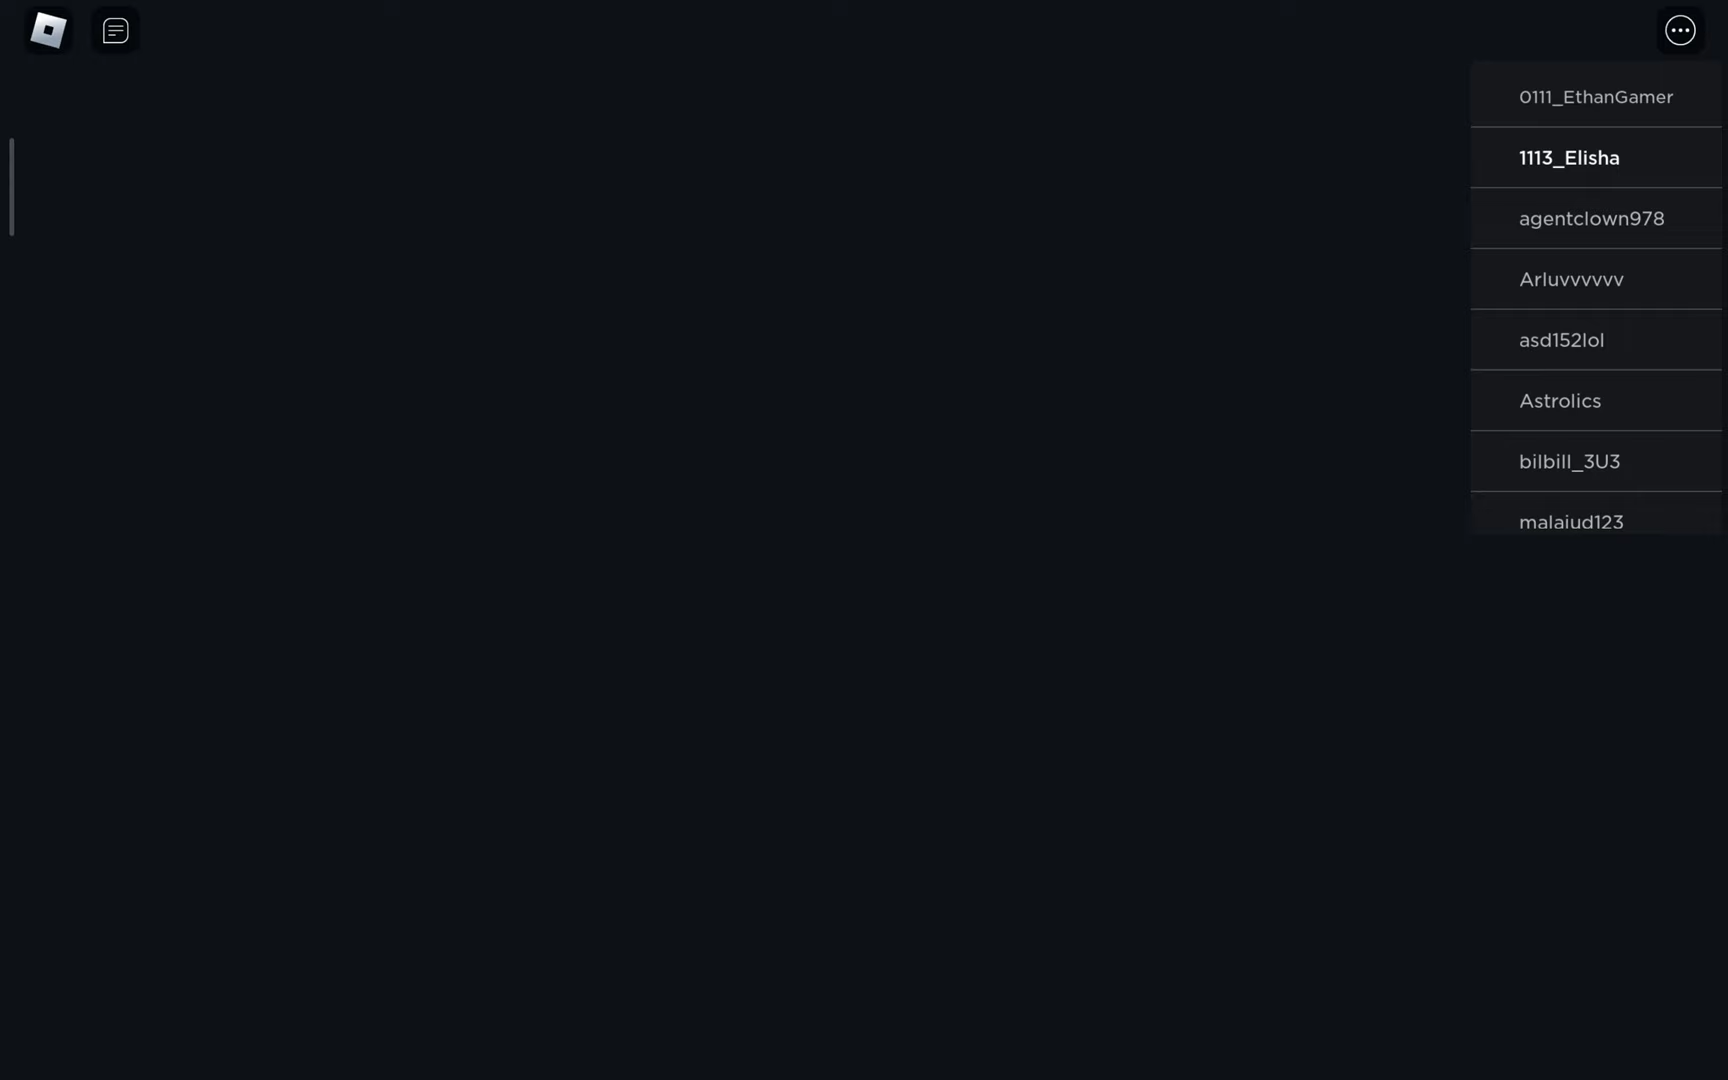 0111_EthanGamer
1113_Elisha
agentclown978
Arluvvvvvv
asd152lol
Astrolics
bilbill_3U3
malaiud123